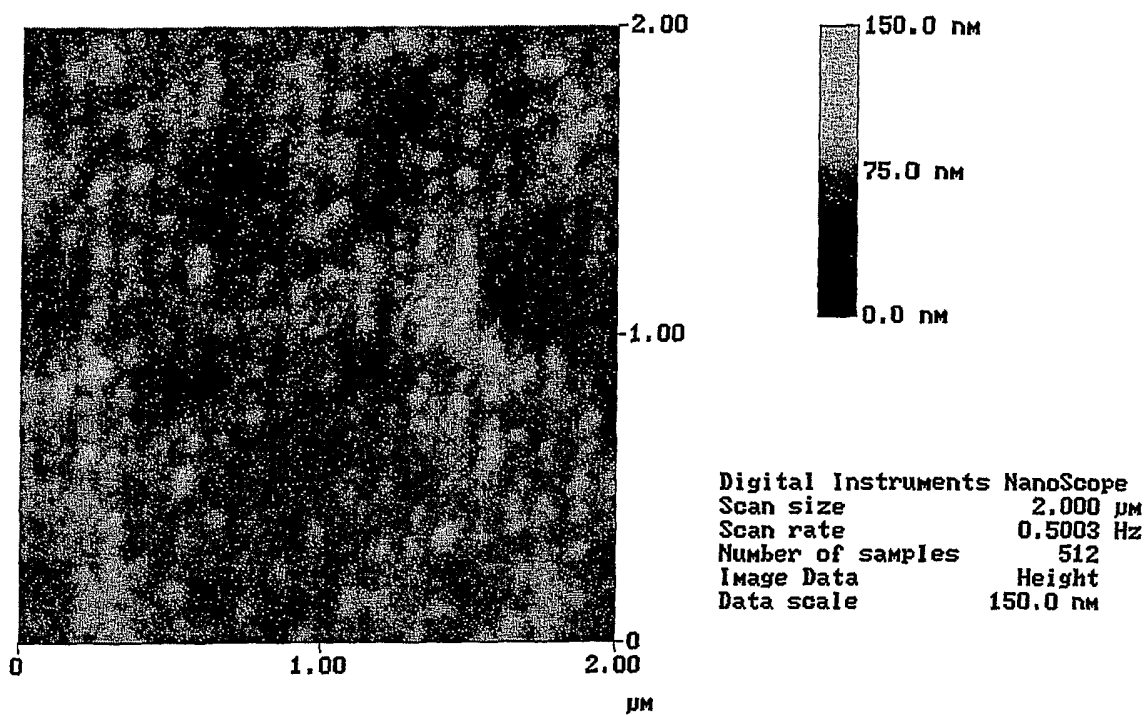 2.00
1.00
0
0 1.00 2.00
µM
150.0 nM
75.0 nM
0.0 nM
Digital Instruments NanoScope
Scan size 2.000 µM
Scan rate 0.5003 Hz
Number of samples 512
Image Data Height
Data scale 150.0 nM